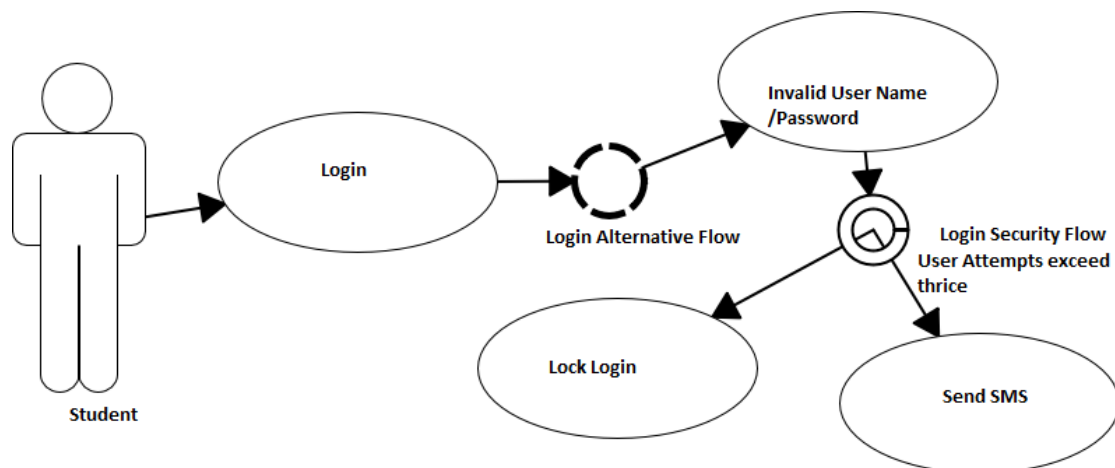 Invalid User Name
/Password
Login
Login Alternative Flow
Login Security Flow
User Attempts exceed
thrice
Lock Login
Send SMS
Student